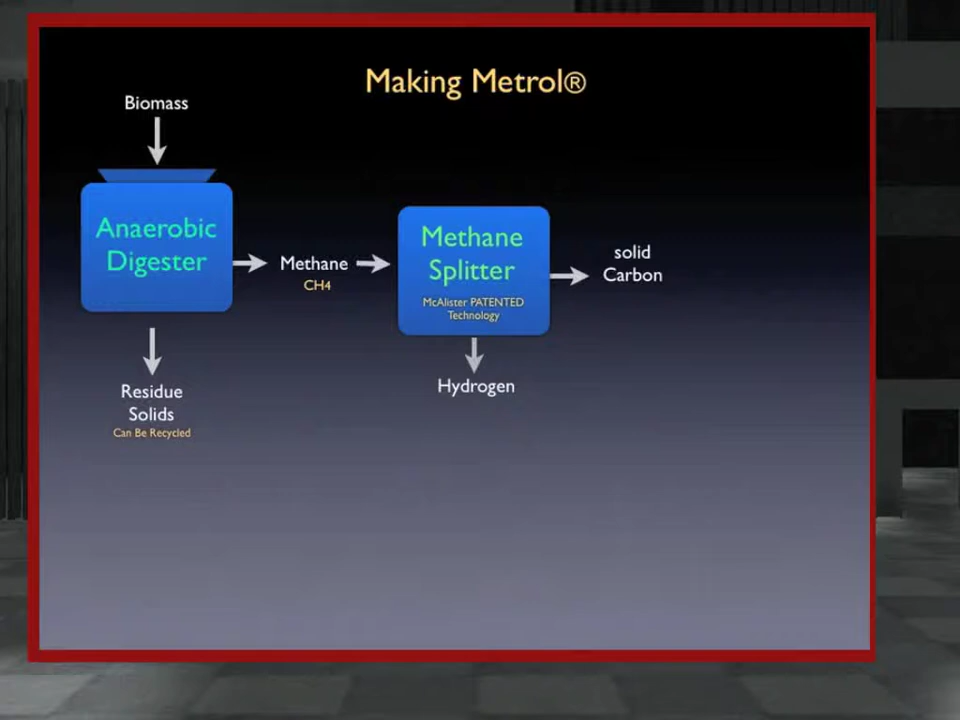 Making Metrol®
Biomass
Anaerobic
Digester
Methane
CH4
Methane
Splitter
McAlister PATENTED
Technology
solid
Carbon
Hydrogen
Residue
Solids
Can Be Recycled